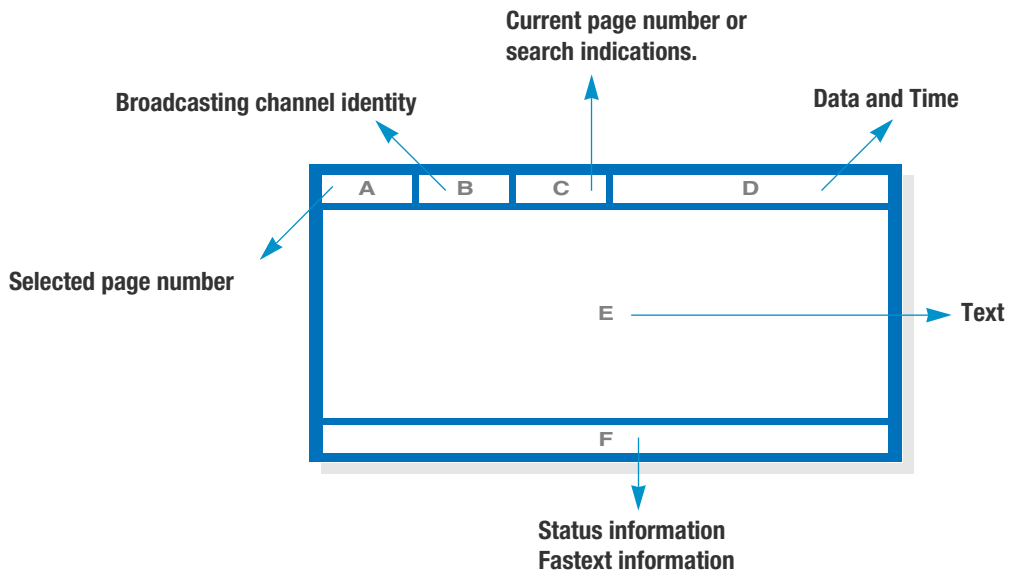 Current page number or
search indications.
Broadcasting channel identity
Data and Time
A
B
C
D
Selected page number
E
Text
F
Status information
Fastext information